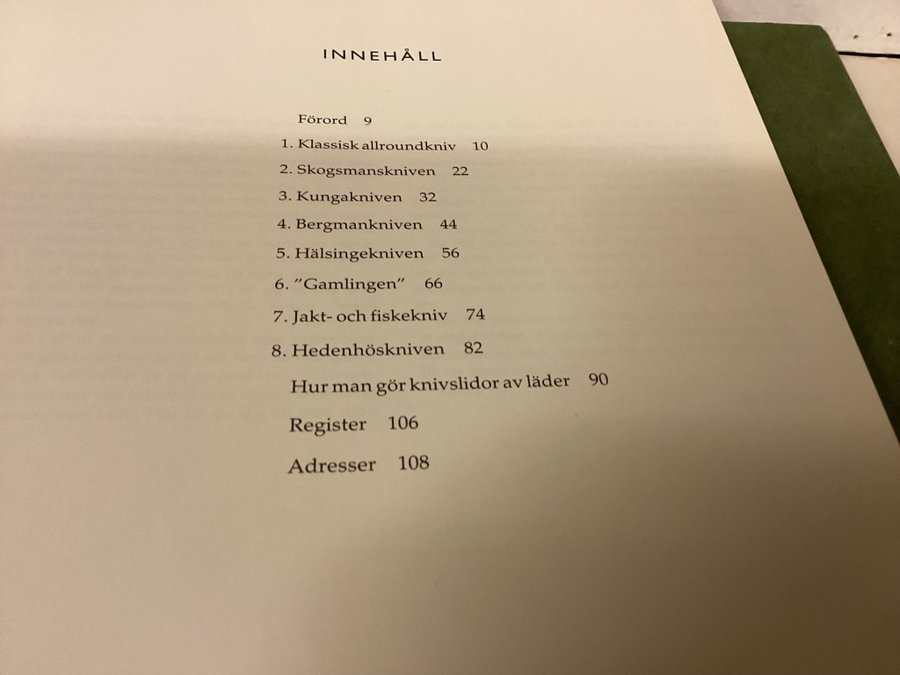 INNEHÅLL
Förord 9
1. Klassisk allroundkniv 10
2. Skogsmanskniven 22
3. Kungakniven 32
4. Bergmankniven 44
5. Hälsingekniven 56
6. ”Gamlingen” 66
7. Jakt- och fiskekniv 74
8. Hedenhöskniven 82
Hur man gör knivslidor av läder 90
Register 106
Adresser 108